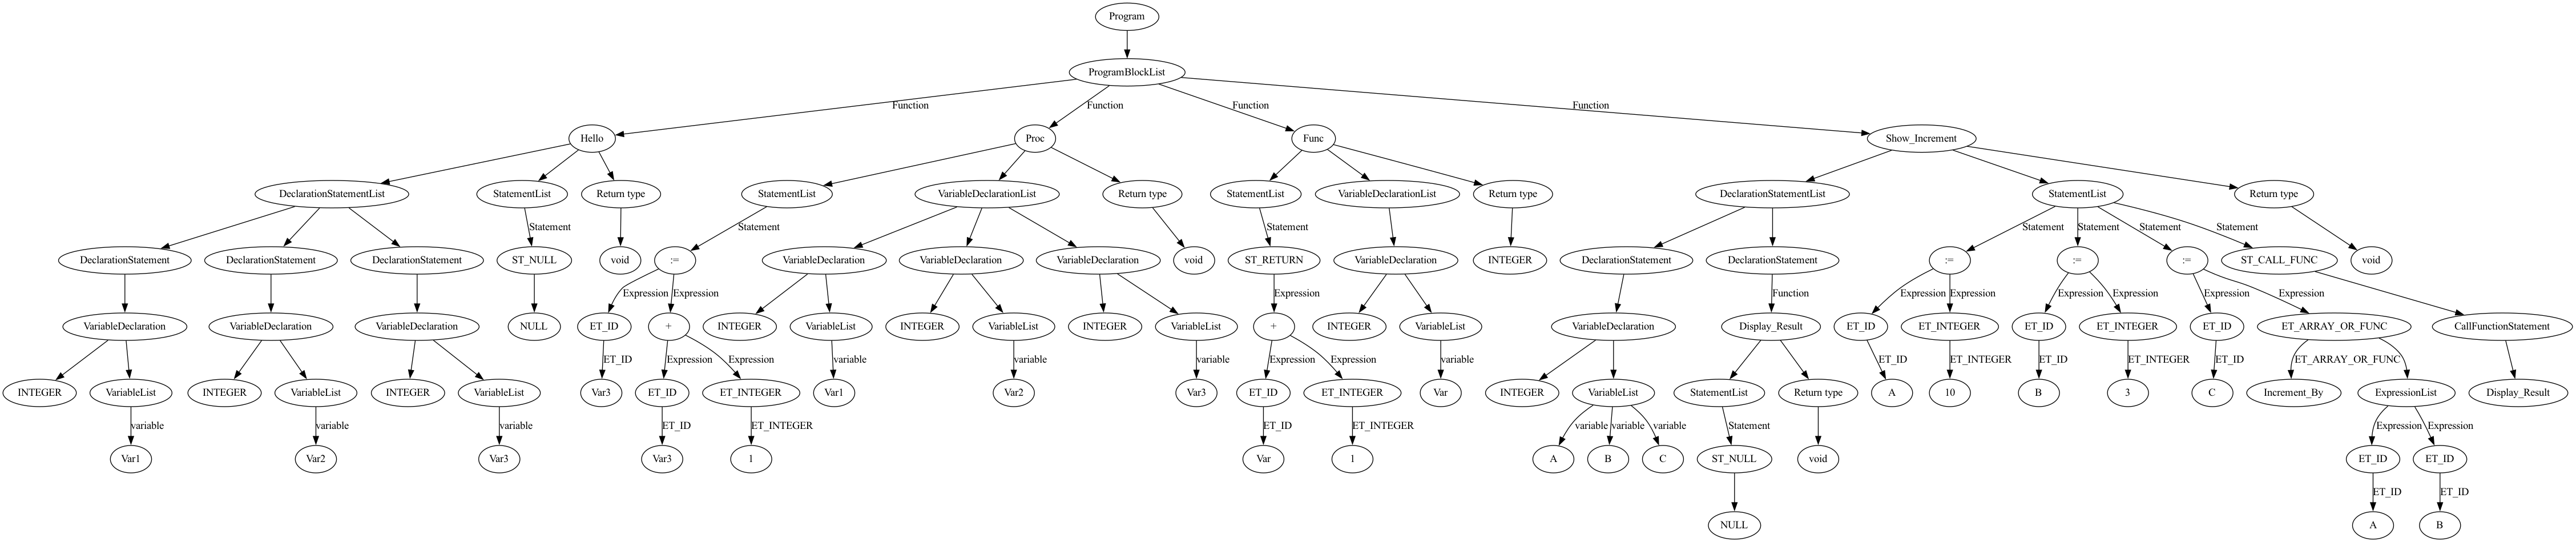 Program
ProgramBlockList
Function Function Function Function
Hello Proc Func Show_Increment
DeclarationStatementList StatementList Return type StatementList VariableDeclarationList Return type StatementList VariableDeclarationList Return type DeclarationStatementList StatementList Return type
Statement Statement Statement Statement Statement Statement Statement
DeclarationStatement DeclarationStatement DeclarationStatement ST_NULL void := VariableDeclaration VariableDeclaration VariableDeclaration void ST_RETURN VariableDeclaration INTEGER DeclarationStatement DeclarationStatement := := := ST_CALL_FUNC void
Expression Expression Expression Function Expression Expression Expression Expression Expression Expression
VariableDeclaration VariableDeclaration VariableDeclaration NULL ET_ID + INTEGER VariableList INTEGER VariableList INTEGER VariableList + INTEGER VariableList VariableDeclaration Display_Result ET_ID ET_INTEGER ET_ID ET_INTEGER ET_ID ET_ARRAY_OR_FUNC CallFunctionStatement
ET_ID Expression Expression variable variable variable Expression Expression variable ET_ID ET_INTEGER ET_ID ET_INTEGER ET_ID ET_ARRAY_OR_FUNC
INTEGER VariableList INTEGER VariableList INTEGER VariableList Var3 ET_ID ET_INTEGER Var1 Var2 Var3 ET_ID ET_INTEGER Var INTEGER VariableList StatementList Return type A 10 B 3 C Increment_By ExpressionList Display_Result
variable variable variable ET_ID ET_INTEGER ET_ID ET_INTEGER variable variable variable Statement Expression Expression
Var1 Var2 Var3 Var3 1 Var 1 A B C ST_NULL void ET_ID ET_ID
ET_ID ET_ID
NULL A B